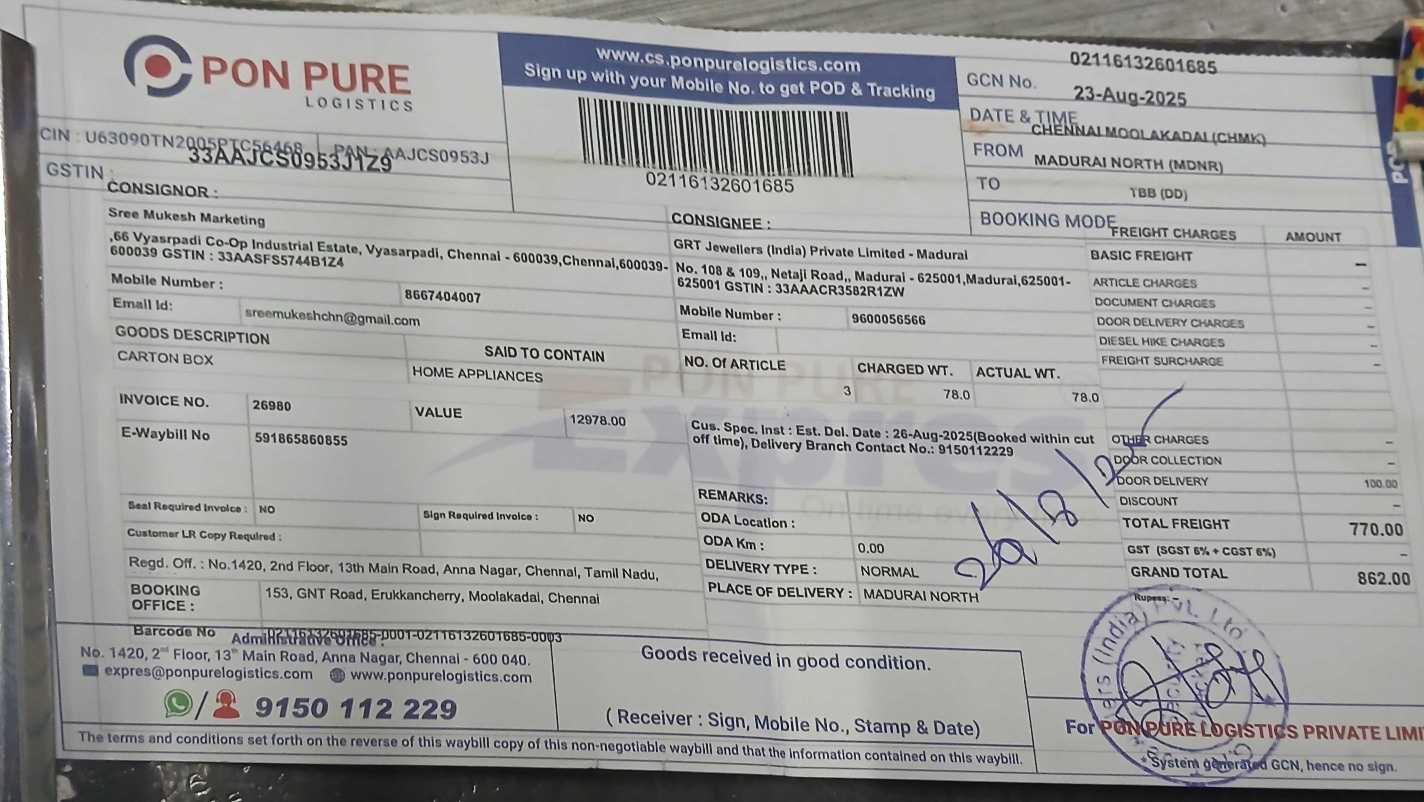 PON PURE
LOGISTICS
CIN : U63090TN2005PTC56468 PAN : AAJCS0953J
33AAJCS0953J1Z9
GSTIN :
www.cs.ponpurelogistics.com
Sign up with your Mobile No. to get POD & Tracking
02116132601685
02116132601685
GCN No.
23-Aug-2025
DATE & TIME
CHENNAI MOOLAKADAI (CHMK)
FROM
MADURAI NORTH (MDNR)
TO
TBB (DD)
BOOKING MODE
CONSIGNOR :
Sree Mukesh Marketing
,66 Vyasrpadi Co-Op Industrial Estate, Vyasarpadi, Chennai - 600039,Chennai,600039-
600039 GSTIN : 33AASFS5744B1Z4
Mobile Number : 8667404007
Email Id: sreemukeshchn@gmail.com
CONSIGNEE :
GRT Jewellers (India) Private Limited - Madurai
No. 108 & 109,, Netaji Road,, Madurai - 625001,Madurai,625001-
625001 GSTIN : 33AAACR3582R1ZW
Mobile Number : 9600056566
Email Id:
GOODS DESCRIPTION SAID TO CONTAIN
CARTON BOX HOME APPLIANCES
NO. Of ARTICLE CHARGED WT. ACTUAL WT.
3 78.0 78.0
INVOICE NO. 26980 VALUE 12978.00
E-Waybill No 591865860855
Cus. Spec. Inst : Est. Del. Date : 26-Aug-2025(Booked within cut
off time), Delivery Branch Contact No.: 9150112229
Seal Required Invoice : NO Sign Required Invoice : NO
Customer LR Copy Required :
REMARKS:
ODA Location :
ODA Km : 0.00
DELIVERY TYPE : NORMAL
PLACE OF DELIVERY : MADURAI NORTH
Regd. Off. : No.1420, 2nd Floor, 13th Main Road, Anna Nagar, Chennai, Tamil Nadu,
BOOKING
OFFICE : 153, GNT Road, Erukkancherry, Moolakadai, Chennai
Barcode No 02116132601685-0001-02116132601685-0003
FREIGHT CHARGES AMOUNT
BASIC FREIGHT –
ARTICLE CHARGES –
DOCUMENT CHARGES –
DOOR DELIVERY CHARGES –
DIESEL HIKE CHARGES –
FREIGHT SURCHARGE –
OTHER CHARGES –
DOOR COLLECTION –
DOOR DELIVERY 100.00
DISCOUNT –
TOTAL FREIGHT 770.00
GST (SGST 6% + CGST 6%) –
GRAND TOTAL 862.00
Rupees: –
26/8/25
PON PURE
Expres
Administrative Office :
No. 1420, 2nd Floor, 13th Main Road, Anna Nagar, Chennai - 600 040.
expres@ponpurelogistics.com www.ponpurelogistics.com
9150 112 229
Goods received in good condition.
( Receiver : Sign, Mobile No., Stamp & Date)
For PON PURE LOGISTICS PRIVATE LIMI
* System generated GCN, hence no sign.
The terms and conditions set forth on the reverse of this waybill copy of this non-negotiable waybill and that the information contained on this waybill.